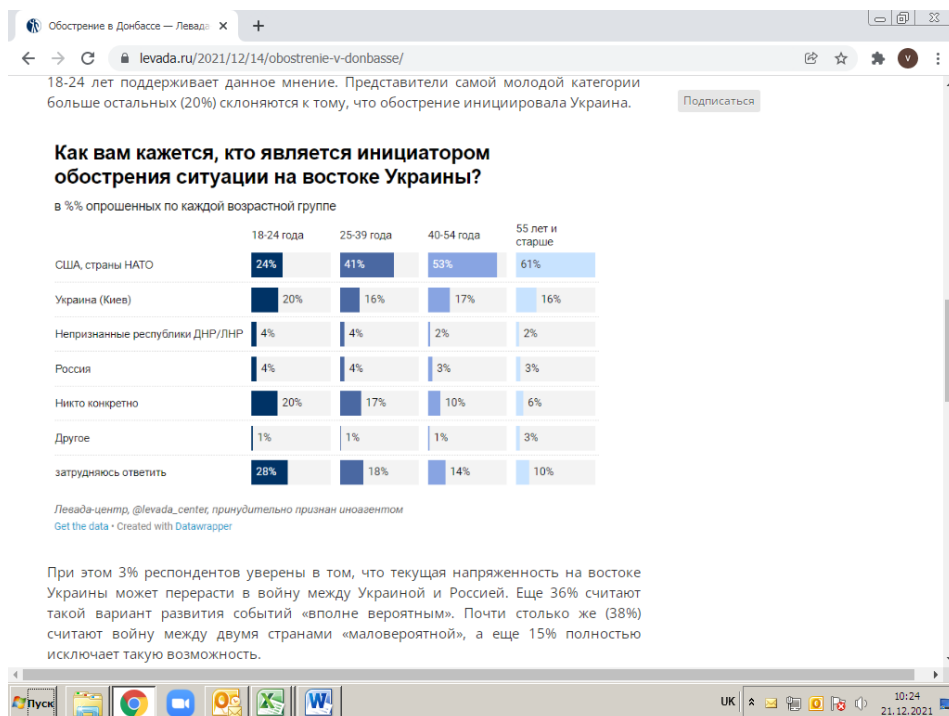 Обострение в Донбассе — Левада
levada.ru/2021/12/14/obostrenie-v-donbasse/
V
18-24 лет поддерживает данное мнение. Представители самой молодой категории
больше остальных (20%) склоняются к тому, что обострение инициировала Украина.
Подписаться
Как вам кажется, кто является инициатором
обострения ситуации на востоке Украины?
в %% опрошенных по каждой возрастной группе
18-24 года 25-39 года 40-54 года 55 лет и
старше
США, страны НАТО 24% 41% 53% 61%
Украина (Киев) 20% 16% 17% 16%
Непризнанные республики ДНР/ЛНР 4% 4% 2% 2%
Россия 4% 4% 3% 3%
Никто конкретно 20% 17% 10% 6%
Другое 1% 1% 1% 3%
затрудняюсь ответить 28% 18% 14% 10%
Левада-центр, @levada_center, принудительно признан иноагентом
Get the data • Created with Datawrapper
При этом 3% респондентов уверены в том, что текущая напряженность на востоке
Украины может перерасти в войну между Украиной и Россией. Еще 36% считают
такой вариант развития событий «вполне вероятным». Почти столько же (38%)
считают войну между двумя странами «маловероятной», а еще 15% полностью
исключает такую возможность.
Пуск
UK
10:24
21.12.2021